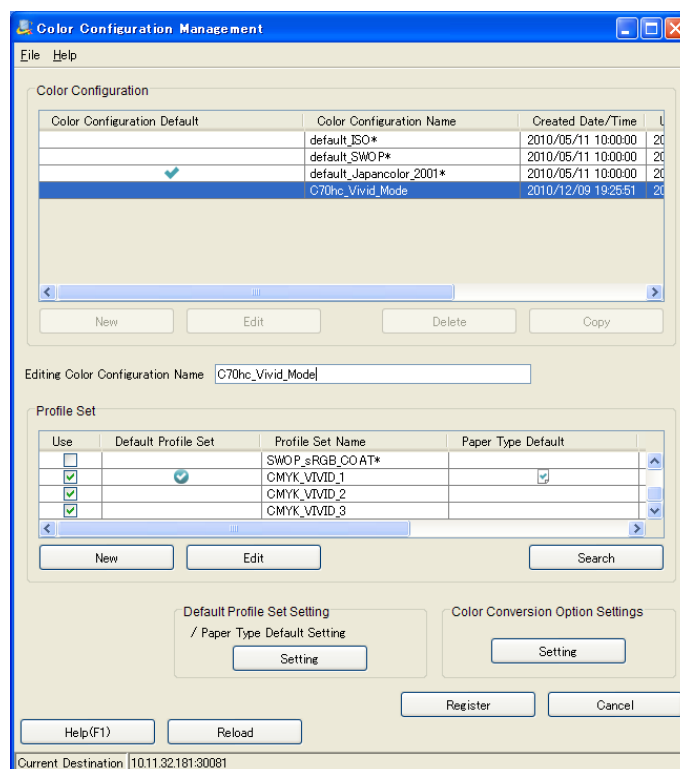 Color Configuration Management
File Help
Color Configuration
Color Configuration Default Color Configuration Name Created Date/Time
default_ISO* 2010/05/11 10:00:00 20
default_SWOP* 2010/05/11 10:00:00 20
default_Japancolor_2001* 2010/05/11 10:00:00 20
C70hc_Vivid_Mode 2010/12/09 19:25:51 20
New Edit Delete Copy
Editing Color Configuration Name C70hc_Vivid_Mode
Profile Set
Use Default Profile Set Profile Set Name Paper Type Default
SWOP_sRGB_COAT*
CMYK_VIVID_1
CMYK_VIVID_2
CMYK_VIVID_3
New Edit Search
Default Profile Set Setting
/ Paper Type Default Setting
Setting
Color Conversion Option Settings
Setting
Register Cancel
Help(F1) Reload
Current Destination 10.11.32.181:30081